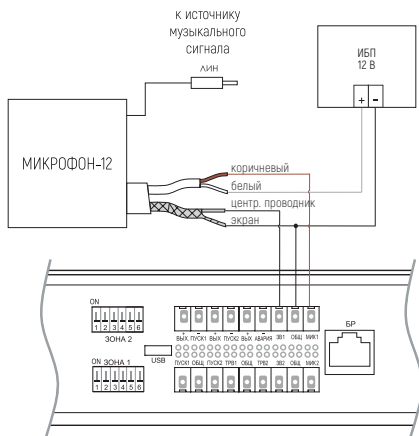 к источнику
музыкального
сигнала
ЛИН
ИБП
12 В
+ −
МИКРОФОН-12
коричневый
белый
центр. проводник
экран
ON
1 2 3 4 5 6
ЗОНА 2
ON ЗОНА 1
1 2 3 4 5 6
USB
+ − + − + −
ВЫХ ПУСК1 ВЫХ ПУСК2 ВЫХ АВАРИЯ ЗВ1 ОБЩ МИК1
ПУСК1 ОБЩ ПУСК2 ТРВ1 ОБЩ ТРВ2 ЗВ2 ОБЩ МИК2
БР